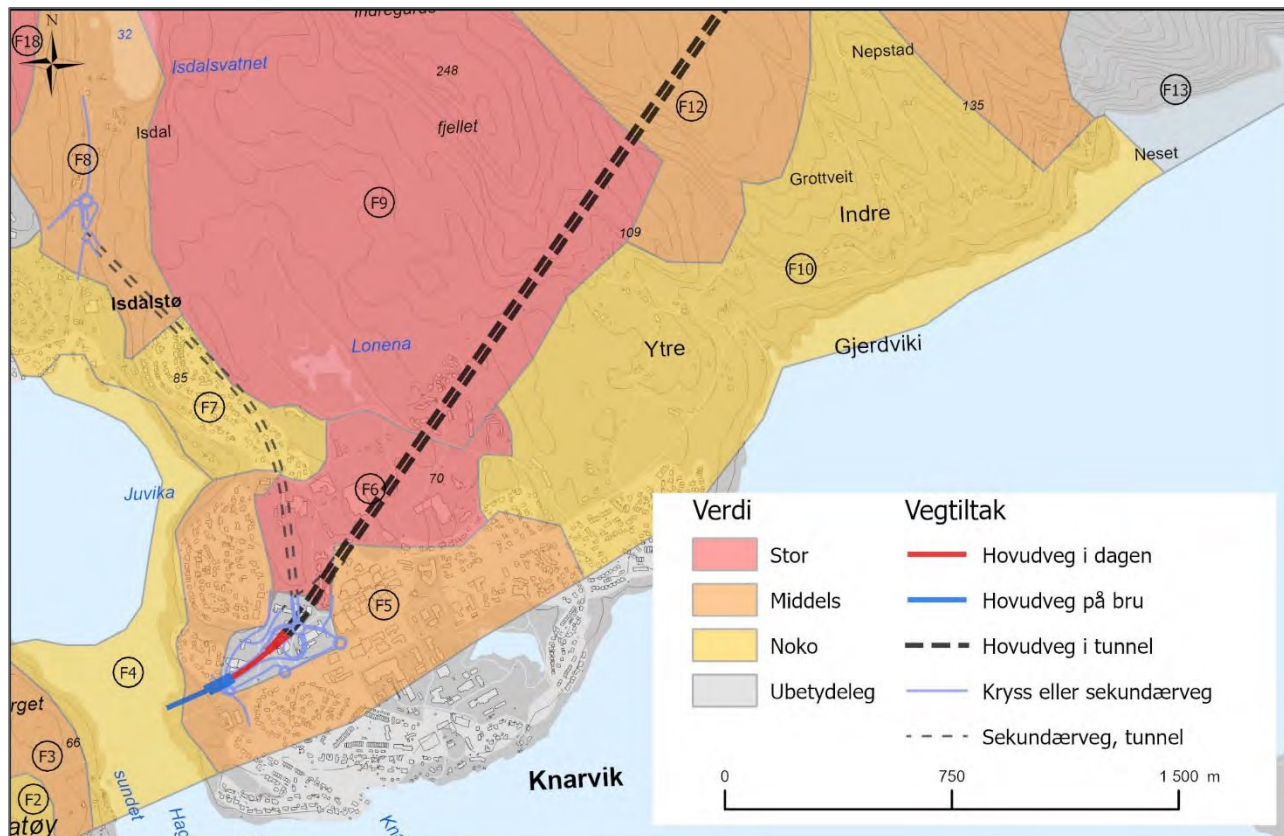 N
F18
32
Isdalsvatnet
248
fjellet
F12
Nepstad
135
F13
Isdal
F8
Neset
Grottveit
F9
Indre
109
F10
Isdalstø
Lonena
Ytre
Gjerdviki
85
F7
70
F6
Juvika
F5
F4
rget
F3
66
F2
atøy
sundet
Knarvik
Verdi
Stor
Middels
Noko
Ubetydeleg
Vegtiltak
Hovudveg i dagen
Hovudveg på bru
Hovudveg i tunnel
Kryss eller sekundærveg
Sekundærveg, tunnel
0 750 1 500 m